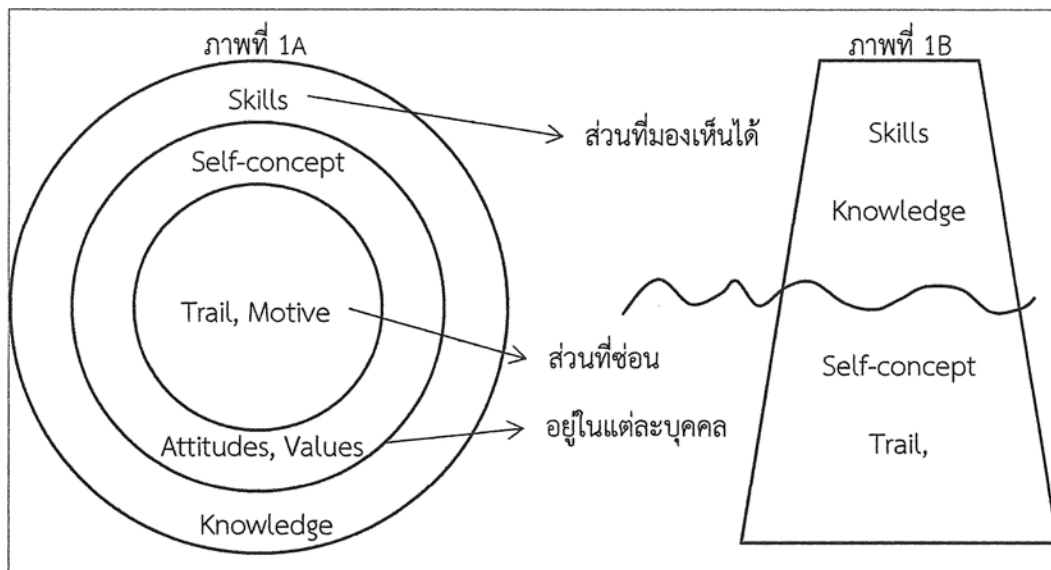 ภาพที่ 1A
Skills
Self-concept
Trail, Motive
Attitudes, Values
Knowledge
ส่วนที่มองเห็นได้
ส่วนที่ซ่อน
อยู่ในแต่ละบุคคล
ภาพที่ 1B
Skills
Knowledge
Self-concept
Trail,